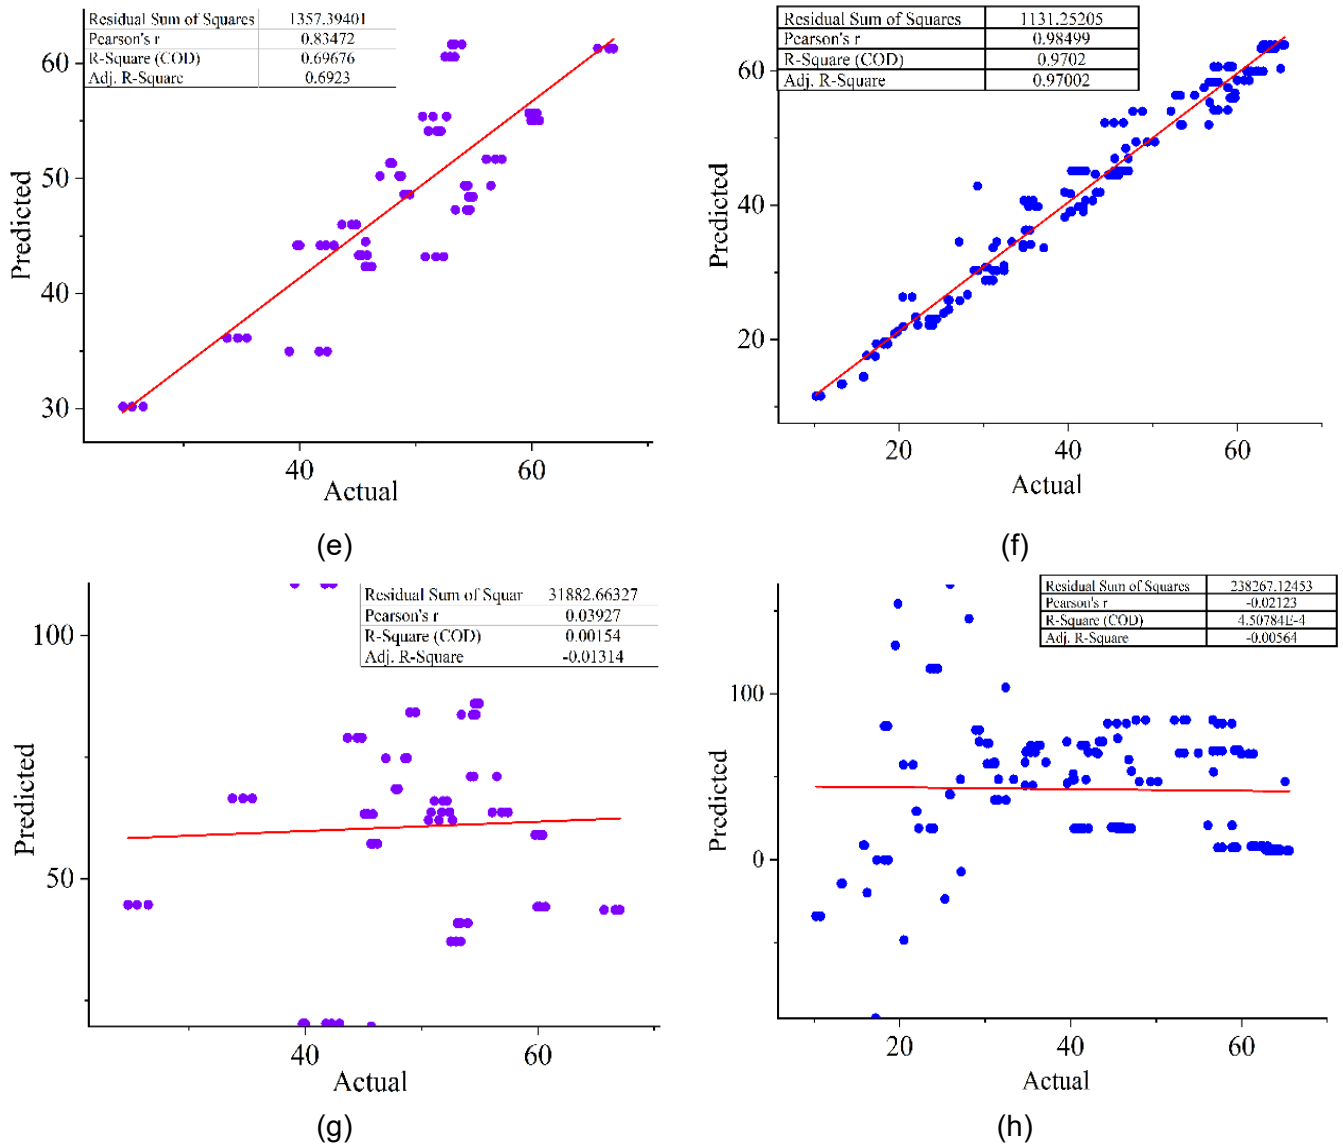 Residual Sum of Squares 1357.39401
Pearson's r 0.83472
R-Square (COD) 0.69676
Adj. R-Square 0.6923
60
50
40
30
Predicted
40 60
Actual
(e)
Residual Sum of Squares 1131.25205
Pearson's r 0.98499
R-Square (COD) 0.9702
Adj. R-Square 0.97002
60
40
20
Predicted
20 40 60
Actual
(f)
Residual Sum of Squar 31882.66327
Pearson's r 0.03927
R-Square (COD) 0.00154
Adj. R-Square -0.01314
100
50
Predicted
40 60
Actual
(g)
Residual Sum of Squares 238267.12453
Pearson's r -0.02123
R-Square (COD) 4.50784E-4
Adj. R-Square -0.00564
100
0
Predicted
20 40 60
Actual
(h)